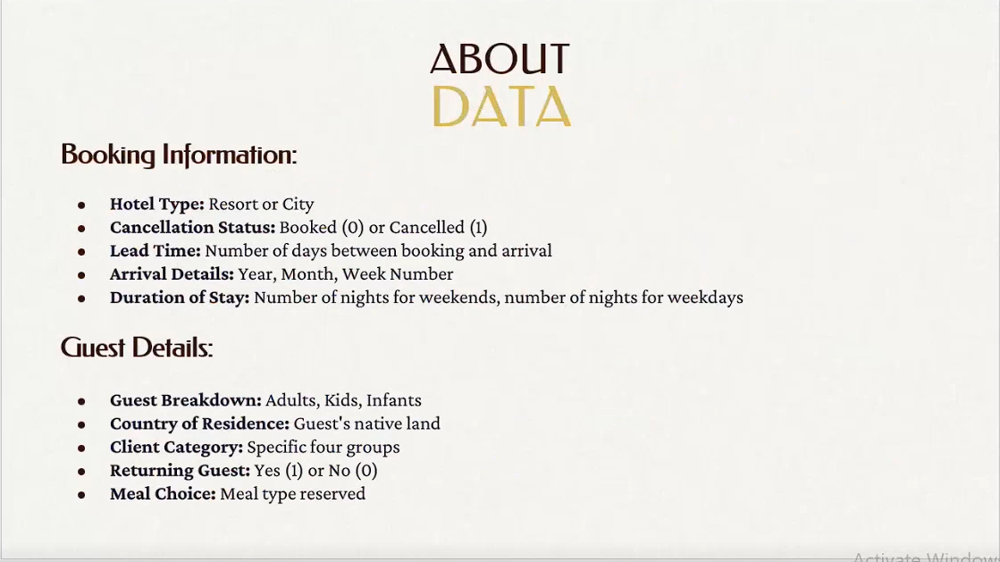 ABOUT
DATA
Booking Information:
● Hotel Type: Resort or City
● Cancellation Status: Booked (0) or Cancelled (1)
● Lead Time: Number of days between booking and arrival
● Arrival Details: Year, Month, Week Number
● Duration of Stay: Number of nights for weekends, number of nights for weekdays
Guest Details:
● Guest Breakdown: Adults, Kids, Infants
● Country of Residence: Guest's native land
● Client Category: Specific four groups
● Returning Guest: Yes (1) or No (0)
● Meal Choice: Meal type reserved
Activate Window